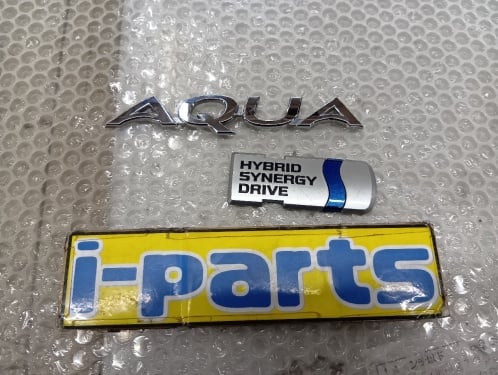 AQUA
HYBRID
SYNERGY
DRIVE
i-parts